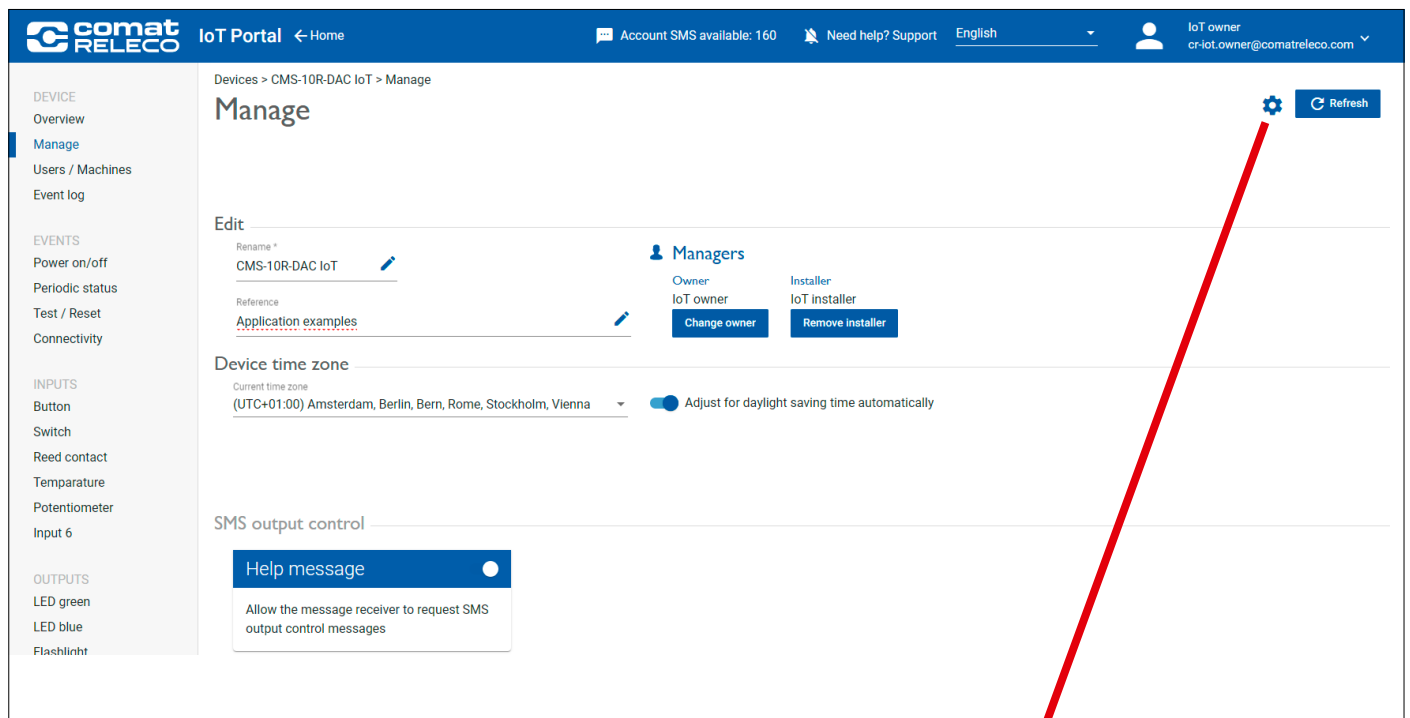 comat
RELECO
IoT Portal ← Home
Account SMS available: 160
Need help? Support
English
IoT owner
cr-iot.owner@comatreleco.com
DEVICE
Overview
Manage
Users / Machines
Event log
EVENTS
Power on/off
Periodic status
Test / Reset
Connectivity
INPUTS
Button
Switch
Reed contact
Temparature
Potentiometer
Input 6
OUTPUTS
LED green
LED blue
Flashlight
Devices > CMS-10R-DAC IoT > Manage
Manage
Refresh
Edit
Rename *
CMS-10R-DAC IoT
Reference
Application examples
Managers
Owner
IoT owner
Change owner
Installer
IoT installer
Remove installer
Device time zone
Current time zone
(UTC+01:00) Amsterdam, Berlin, Bern, Rome, Stockholm, Vienna
Adjust for daylight saving time automatically
SMS output control
Help message
Allow the message receiver to request SMS
output control messages